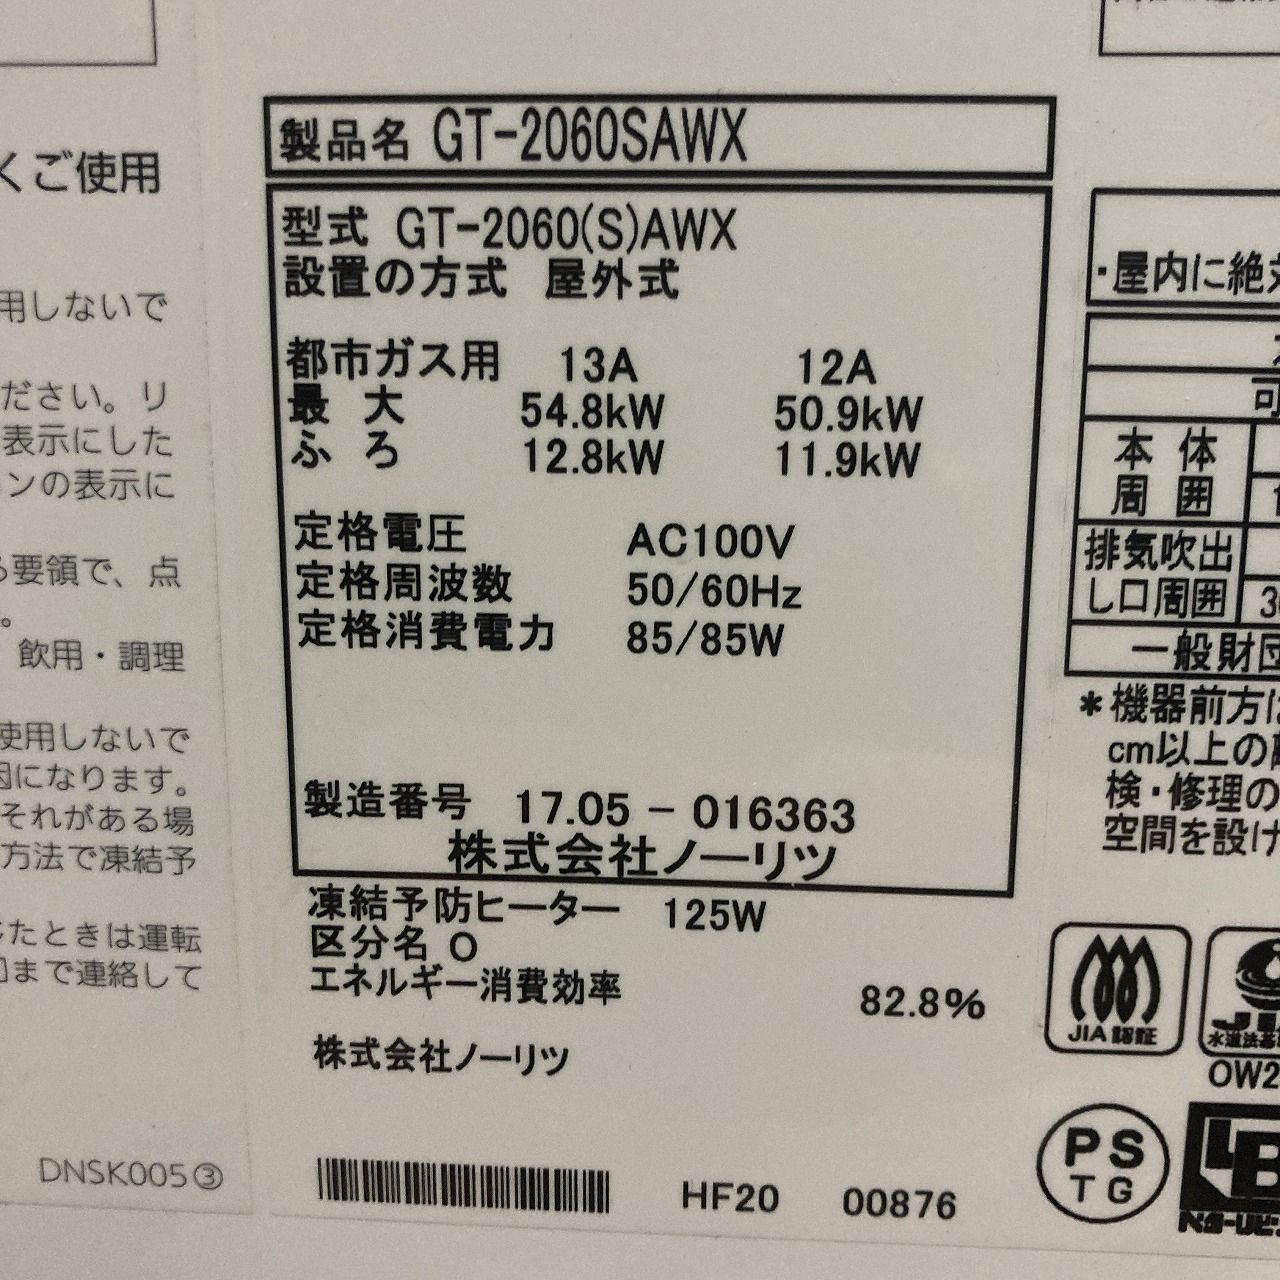 くご使用
用しないで
ださい。リ
表示にした
ンの表示に
る要領で、点
。
飲用・調理
使用しないで
因になります。
それがある場
方法で凍結予
たときは運転
まで連絡して
DNSK005③
製品名 GT-2060SAWX
型式 GT-2060(S)AWX
設置の方式 屋外式
都市ガス用 13A 12A
最大 54.8kW 50.9kW
ふろ 12.8kW 11.9kW
定格電圧 AC100V
定格周波数 50/60Hz
定格消費電力 85/85W
製造番号 17.05-016363
株式会社ノーリツ
凍結予防ヒーター 125W
区分名 O
エネルギー消費効率 82.8%
株式会社ノーリツ
HF20 00876
・屋内に絶対
可
本体
周囲
排気吹出
し口周囲
一般財団
*機器前方は
cm以上の
検・修理の
空間を設け
JIA認証
水道法基
OW2
PS
TG